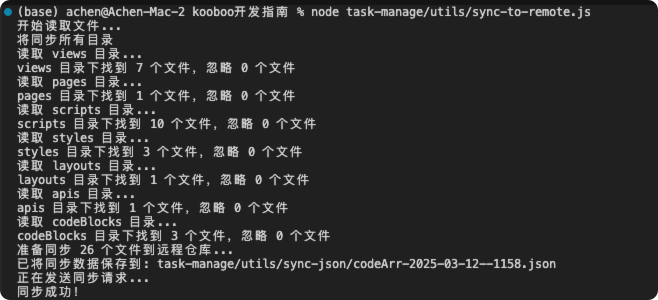 (base) achen@Achen-Mac-2 kooboo开发指南 % node task-manage/utils/sync-to-remote.js
开始读取文件...
将同步所有目录
读取 views 目录...
views 目录下找到 7 个文件, 忽略 0 个文件
读取 pages 目录...
pages 目录下找到 1 个文件, 忽略 0 个文件
读取 scripts 目录...
scripts 目录下找到 10 个文件, 忽略 0 个文件
读取 styles 目录...
styles 目录下找到 3 个文件, 忽略 0 个文件
读取 layouts 目录...
layouts 目录下找到 1 个文件, 忽略 0 个文件
读取 apis 目录...
apis 目录下找到 1 个文件, 忽略 0 个文件
读取 codeBlocks 目录...
codeBlocks 目录下找到 3 个文件, 忽略 0 个文件
准备同步 26 个文件到远程仓库...
已将同步数据保存到: task-manage/utils/sync-json/codeArr-2025-03-12--1158.json
正在发送同步请求...
同步成功!